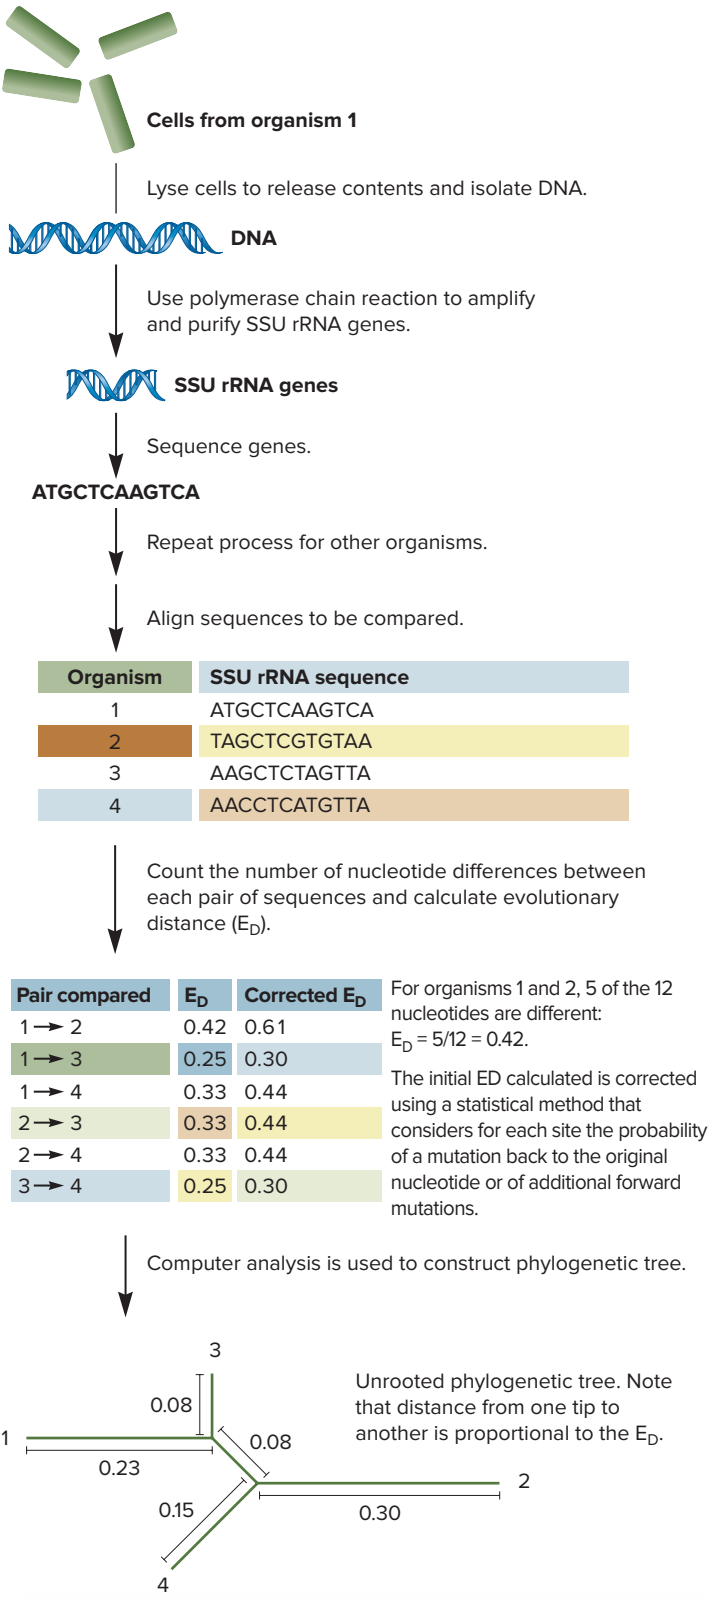 Cells from organism 1
Lyse cells to release contents and isolate DNA.
DNA
Use polymerase chain reaction to amplify
and purify SSU rRNA genes.
SSU rRNA genes
Sequence genes.
ATGCTCAAGTCA
Repeat process for other organisms.
Align sequences to be compared.
Organism SSU rRNA sequence
1 ATGCTCAAGTCA
2 TAGCTCGTGTAA
3 AAGCTCTAGTTA
4 AACCTCATGTTA
Count the number of nucleotide differences between
each pair of sequences and calculate evolutionary
distance (E_D).
Pair compared E_D Corrected E_D
1 → 2 0.42 0.61
1 → 3 0.25 0.30
1 → 4 0.33 0.44
2 → 3 0.33 0.44
2 → 4 0.33 0.44
3 → 4 0.25 0.30
For organisms 1 and 2, 5 of the 12
nucleotides are different:
E_D = 5/12 = 0.42.
The initial ED calculated is corrected
using a statistical method that
considers for each site the probability
of a mutation back to the original
nucleotide or of additional forward
mutations.
Computer analysis is used to construct phylogenetic tree.
3
Unrooted phylogenetic tree. Note
that distance from one tip to
another is proportional to the E_D.
0.08
1
0.08
0.23
2
0.15
0.30
4